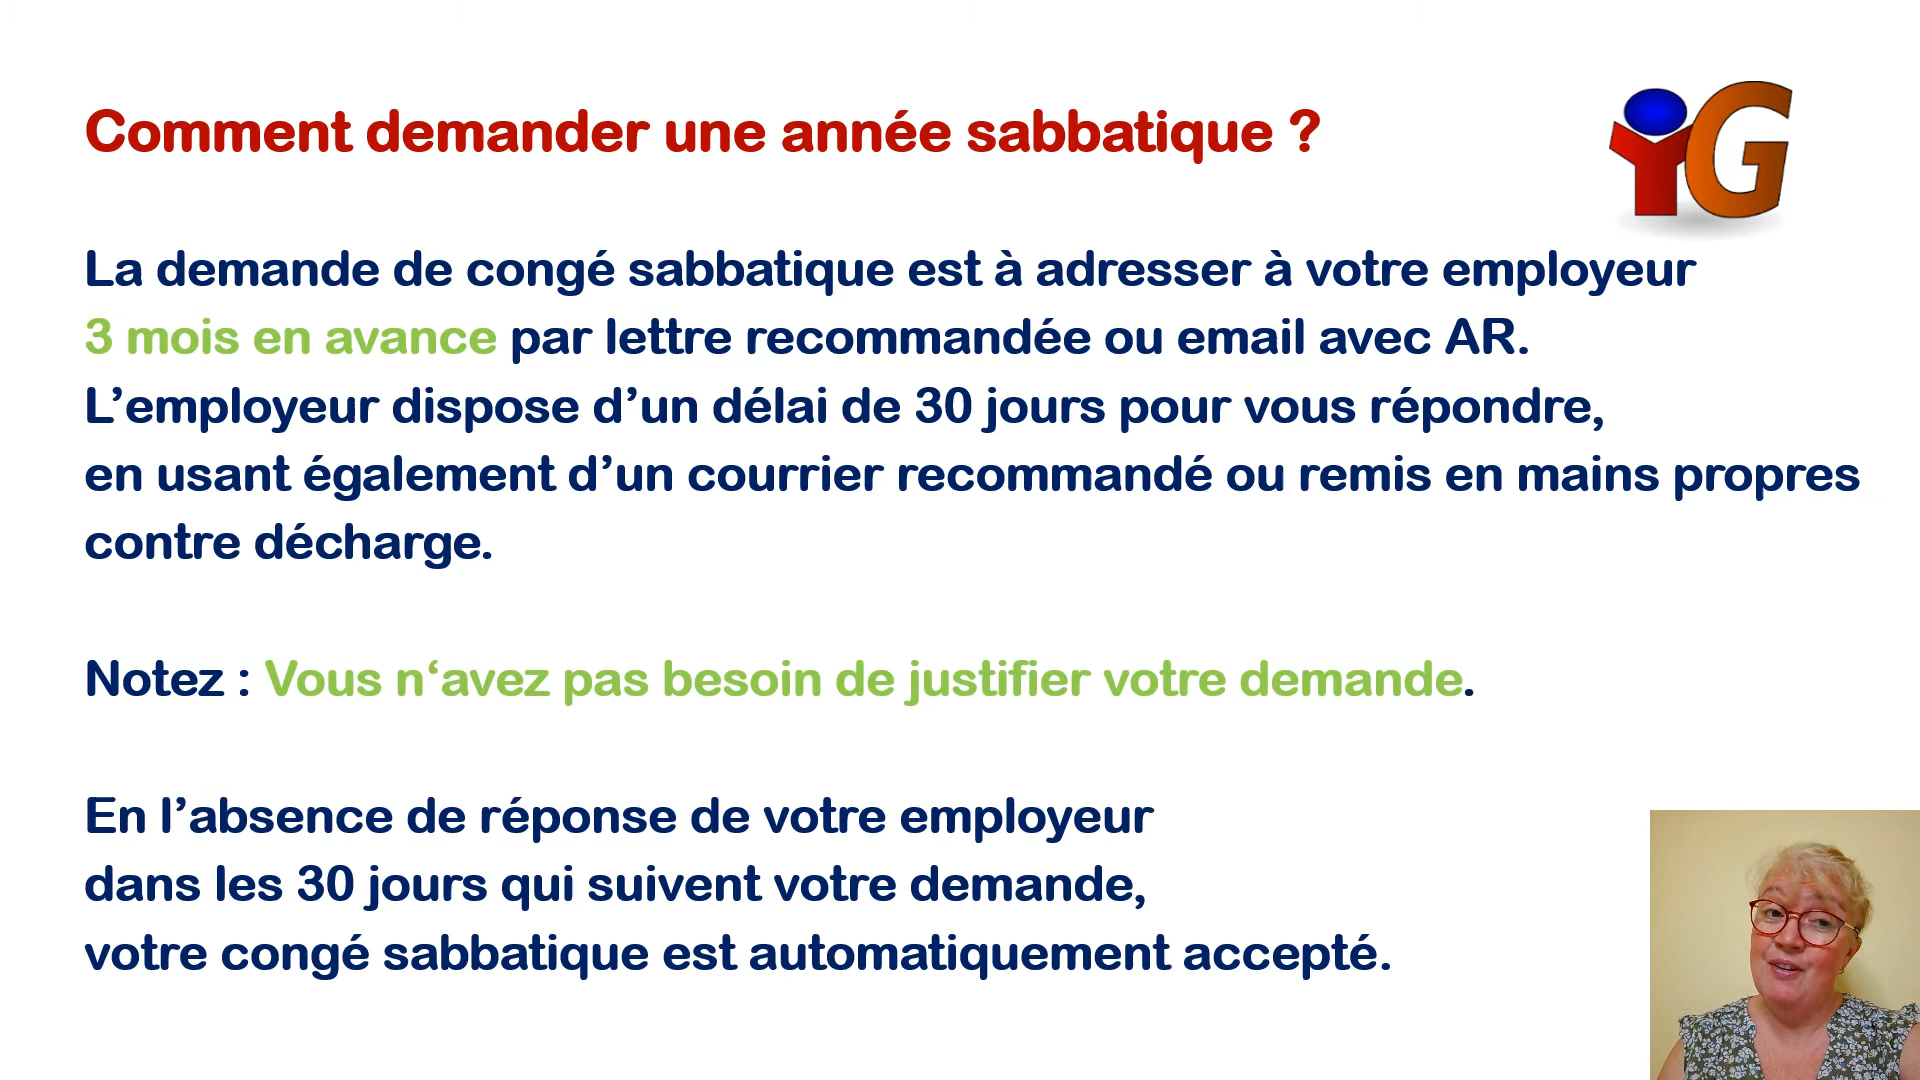 Comment demander une année sabbatique ?
YG
La demande de congé sabbatique est à adresser à votre employeur
3 mois en avance par lettre recommandée ou email avec AR.
L’employeur dispose d’un délai de 30 jours pour vous répondre,
en usant également d’un courrier recommandé ou remis en mains propres
contre décharge.
Notez : Vous n‘avez pas besoin de justifier votre demande.
En l’absence de réponse de votre employeur
dans les 30 jours qui suivent votre demande,
votre congé sabbatique est automatiquement accepté.